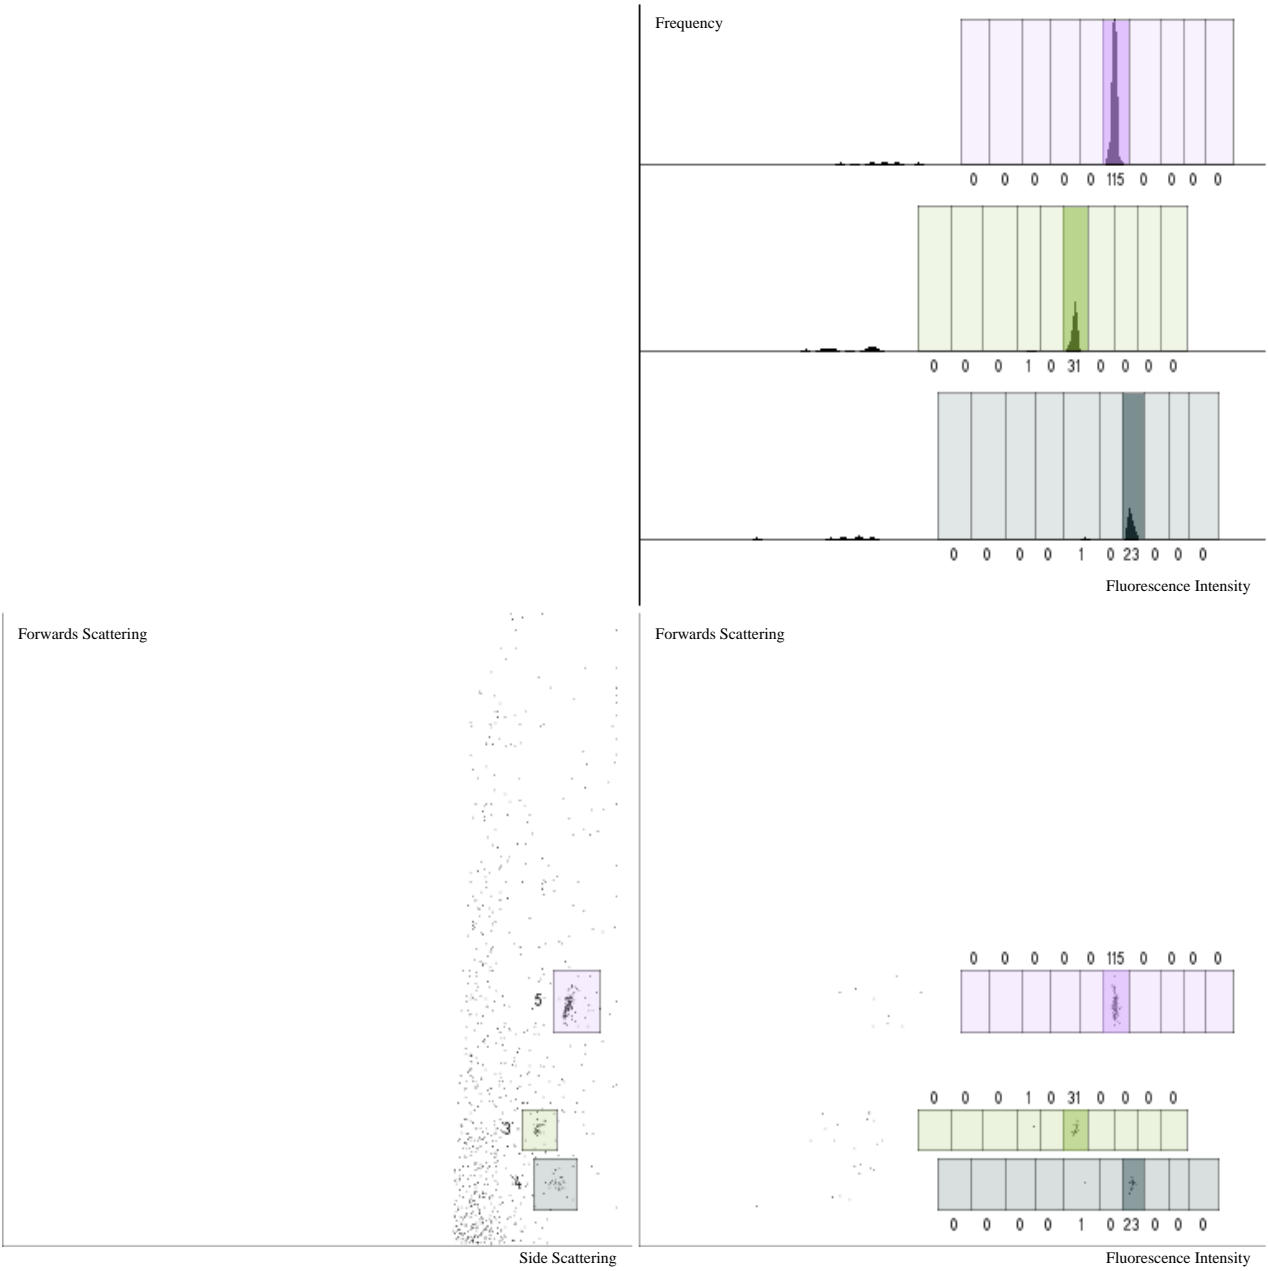 Frequency
0 0 0 0 0 115 0 0 0 0
0 0 0 1 0 31 0 0 0 0
0 0 0 0 1 0 23 0 0 0
Fluorescence Intensity
Forwards Scattering
5
3
4
Side Scattering
Forwards Scattering
0 0 0 0 0 115 0 0 0 0
0 0 0 1 0 31 0 0 0 0
0 0 0 0 1 0 23 0 0 0
Fluorescence Intensity